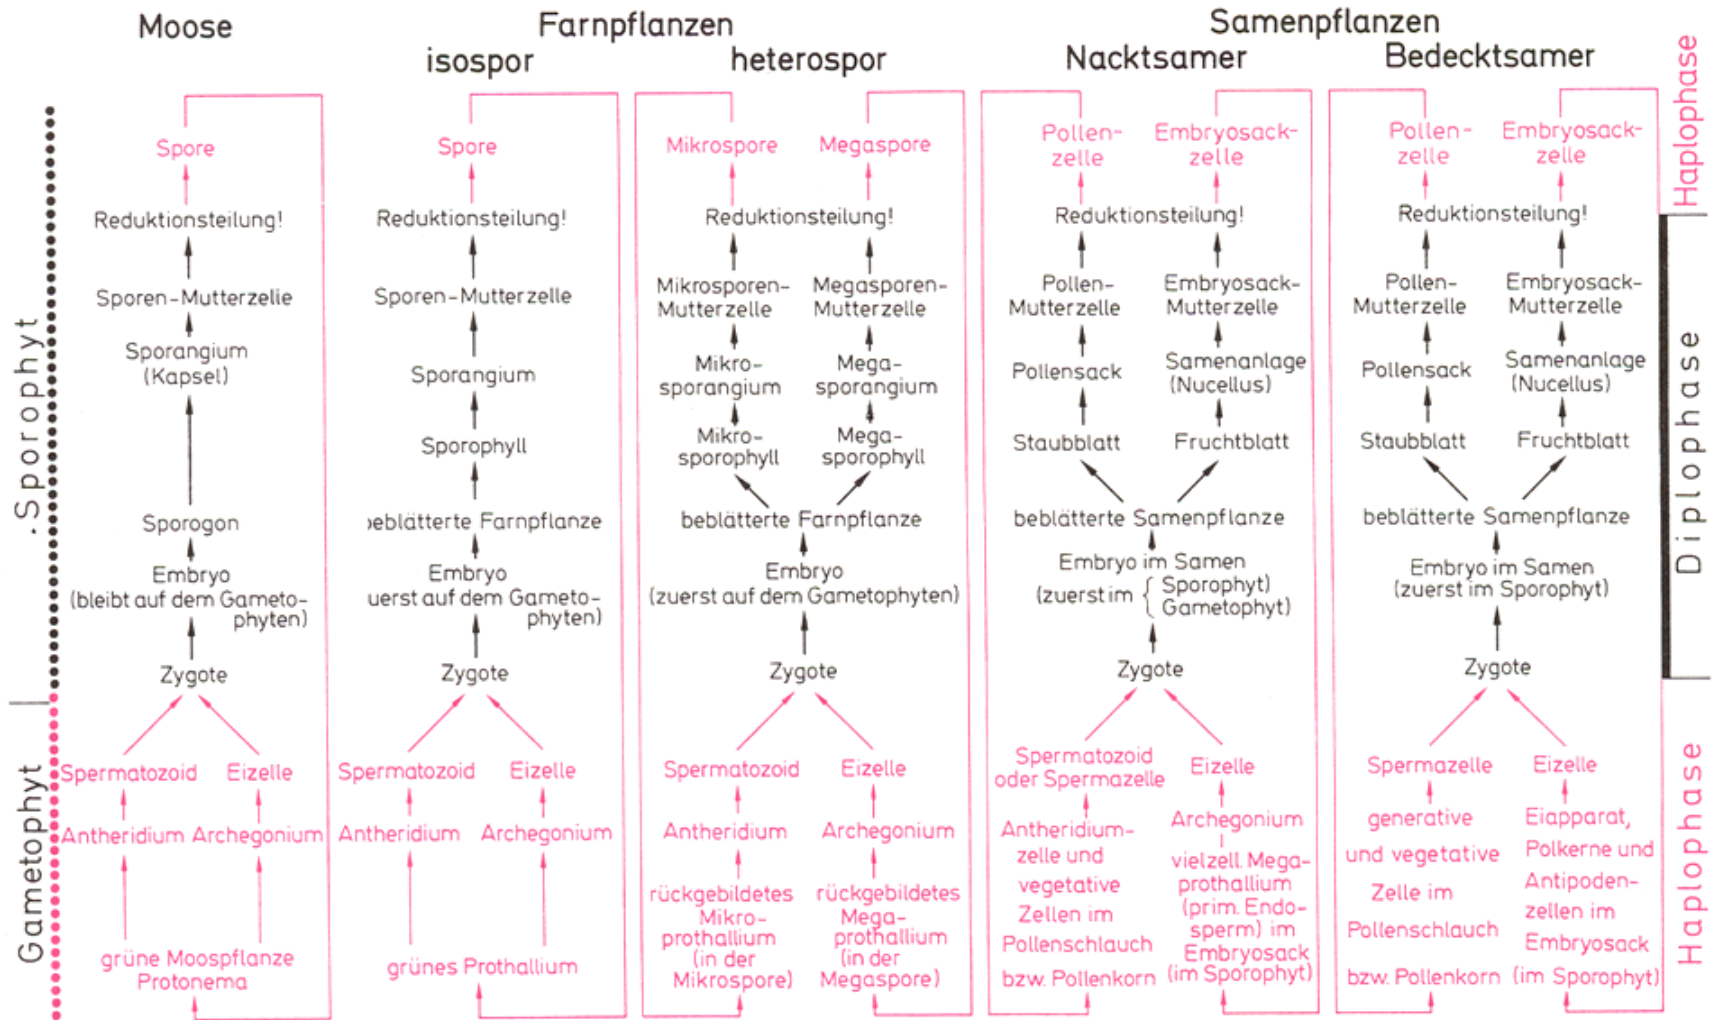 Moose
Farnpflanzen
isospor
heterospor
Samenpflanzen
Nacktsamer
Bedecktsamer
Sporophyt
Gametophyt
Haplophase
Diplophase
Haplophase
Spore
Reduktionsteilung!
Sporen-Mutterzelle
Sporangium
(Kapsel)
Sporogon
Embryo
(bleibt auf dem Gameto-
phyten)
Zygote
Spermatozoid
Eizelle
Antheridium
Archegonium
grüne Moospflanze
Protonema
Spore
Reduktionsteilung!
Sporen-Mutterzelle
Sporangium
Sporophyll
beblätterte Farnpflanze
Embryo
uerst auf dem Gameto-
phyten)
Zygote
Spermatozoid
Eizelle
Antheridium
Archegonium
grünes Prothallium
Mikrospore
Megaspore
Reduktionsteilung!
Mikrosporen-
Mutterzelle
Megasporen-
Mutterzelle
Mikro-
sporangium
Mega-
sporangium
Mikro-
sporophyll
Mega-
sporophyll
beblätterte Farnpflanze
Embryo
(zuerst auf dem Gametophyten)
Zygote
Spermatozoid
Eizelle
Antheridium
Archegonium
rückgebildetes
Mikro-
prothallium
(in der
Mikrospore)
rückgebildetes
Mega-
prothallium
(in der
Megaspore)
Pollen-
zelle
Embryosack-
zelle
Reduktionsteilung!
Pollen-
Mutterzelle
Embryosack-
Mutterzelle
Pollensack
Samenanlage
(Nucellus)
Staubblatt
Fruchtblatt
beblätterte Samenpflanze
Embryo im Samen
(zuerst im { Sporophyt)
Gametophyt)
Zygote
Spermatozoid
oder Spermazelle
Eizelle
Antheridium-
zelle und
vegetative
Zellen im
Pollenschlauch
bzw. Pollenkorn
Archegonium
vielzell. Mega-
prothallium
(prim. Endo-
sperm) im
Embryosack
(im Sporophyt)
Pollen-
zelle
Embryosack-
zelle
Reduktionsteilung!
Pollen-
Mutterzelle
Embryosack-
Mutterzelle
Pollensack
Samenanlage
(Nucellus)
Staubblatt
Fruchtblatt
beblätterte Samenpflanze
Embryo im Samen
(zuerst im Sporophyt)
Zygote
Spermazelle
Eizelle
generative
und vegetative
Zelle im
Pollenschlauch
bzw. Pollenkorn
Eiapparat,
Polkerne und
Antipoden-
zellen im
Embryosack
(im Sporophyt)